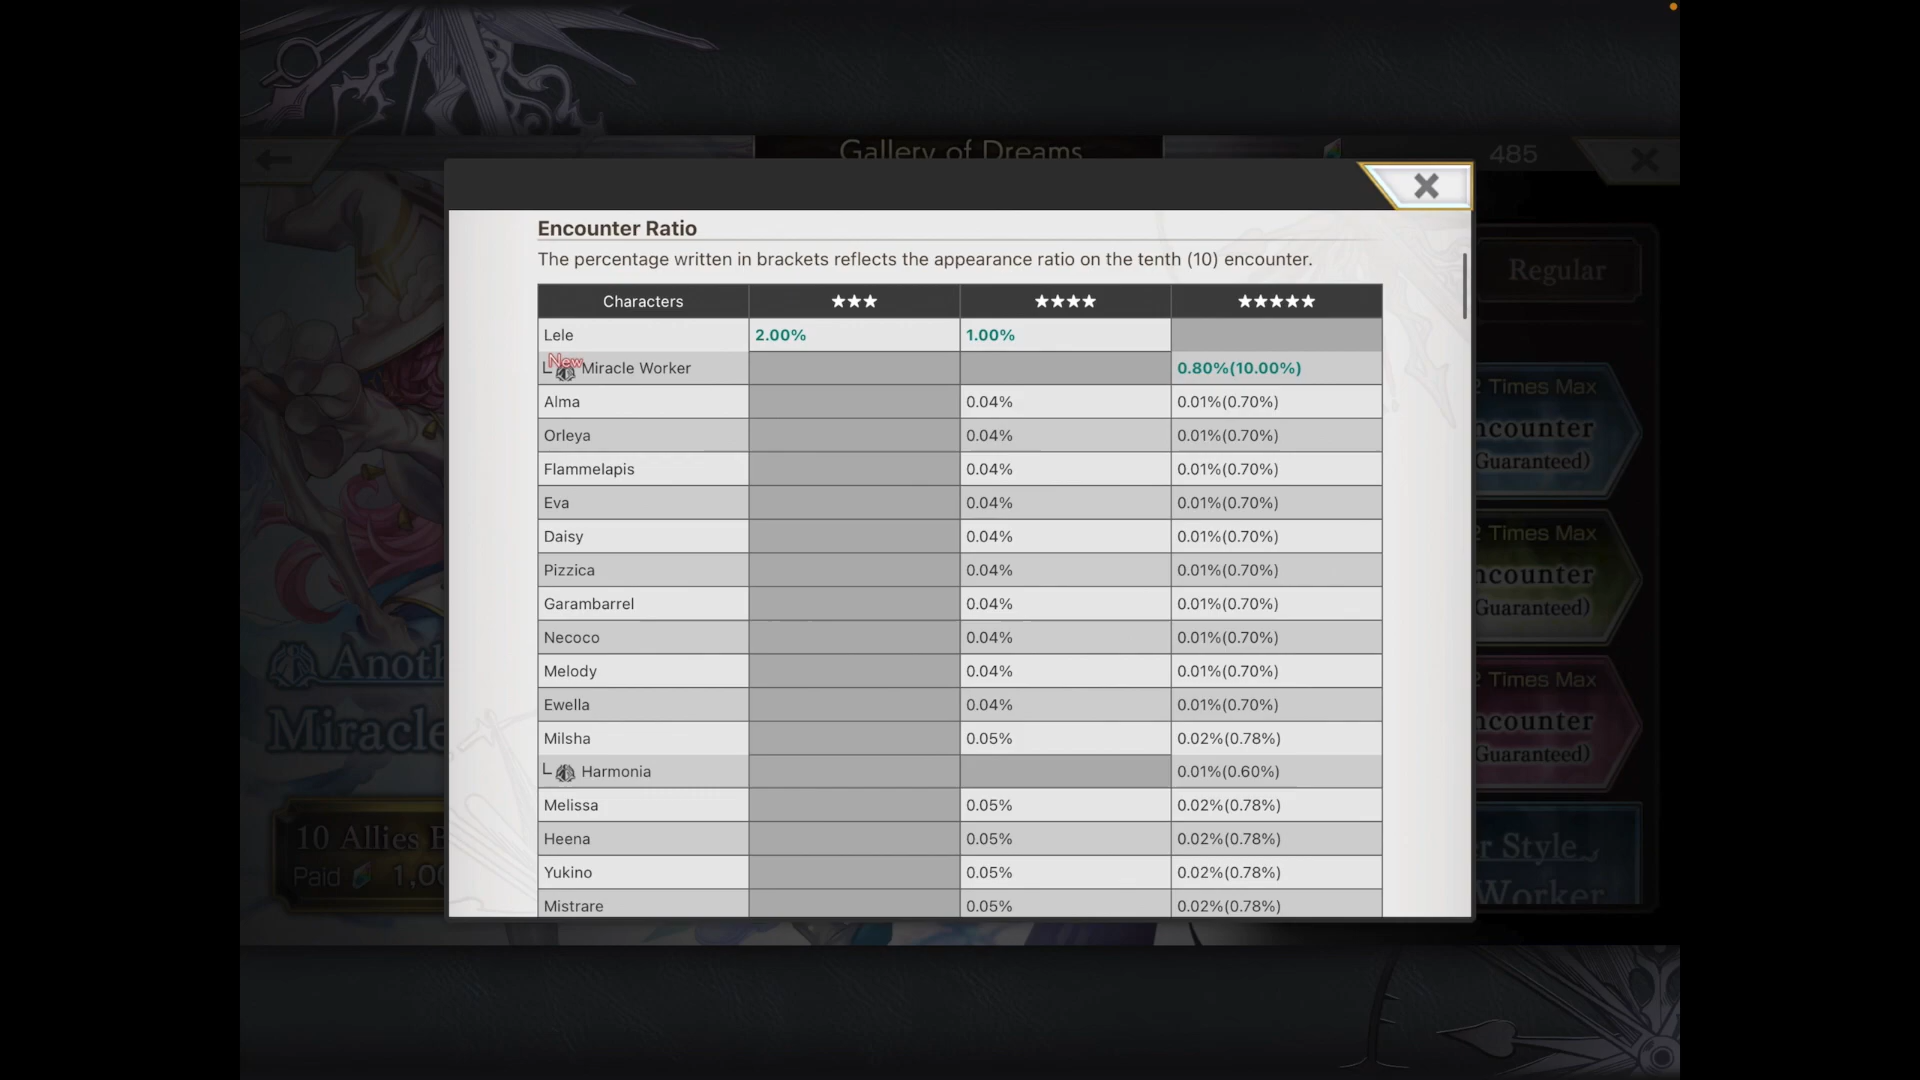 Gallery of Dreams
485
Encounter Ratio
The percentage written in brackets reflects the appearance ratio on the tenth (10) encounter.
Characters ★★★ ★★★★ ★★★★★
Lele 2.00% 1.00%
New
Miracle Worker 0.80%(10.00%)
Alma 0.04% 0.01%(0.70%)
Orleya 0.04% 0.01%(0.70%)
Flammelapis 0.04% 0.01%(0.70%)
Eva 0.04% 0.01%(0.70%)
Daisy 0.04% 0.01%(0.70%)
Pizzica 0.04% 0.01%(0.70%)
Garambarrel 0.04% 0.01%(0.70%)
Necoco 0.04% 0.01%(0.70%)
Melody 0.04% 0.01%(0.70%)
Ewella 0.04% 0.01%(0.70%)
Milsha 0.05% 0.02%(0.78%)
Harmonia 0.01%(0.60%)
Melissa 0.05% 0.02%(0.78%)
Heena 0.05% 0.02%(0.78%)
Yukino 0.05% 0.02%(0.78%)
Mistrare 0.05% 0.02%(0.78%)
Regular
2 Times Max
ncounter
Guaranteed)
2 Times Max
ncounter
Guaranteed)
2 Times Max
ncounter
Guaranteed)
r Style
Worker
Anoth
Miracle
10 Allies
Paid 1,00